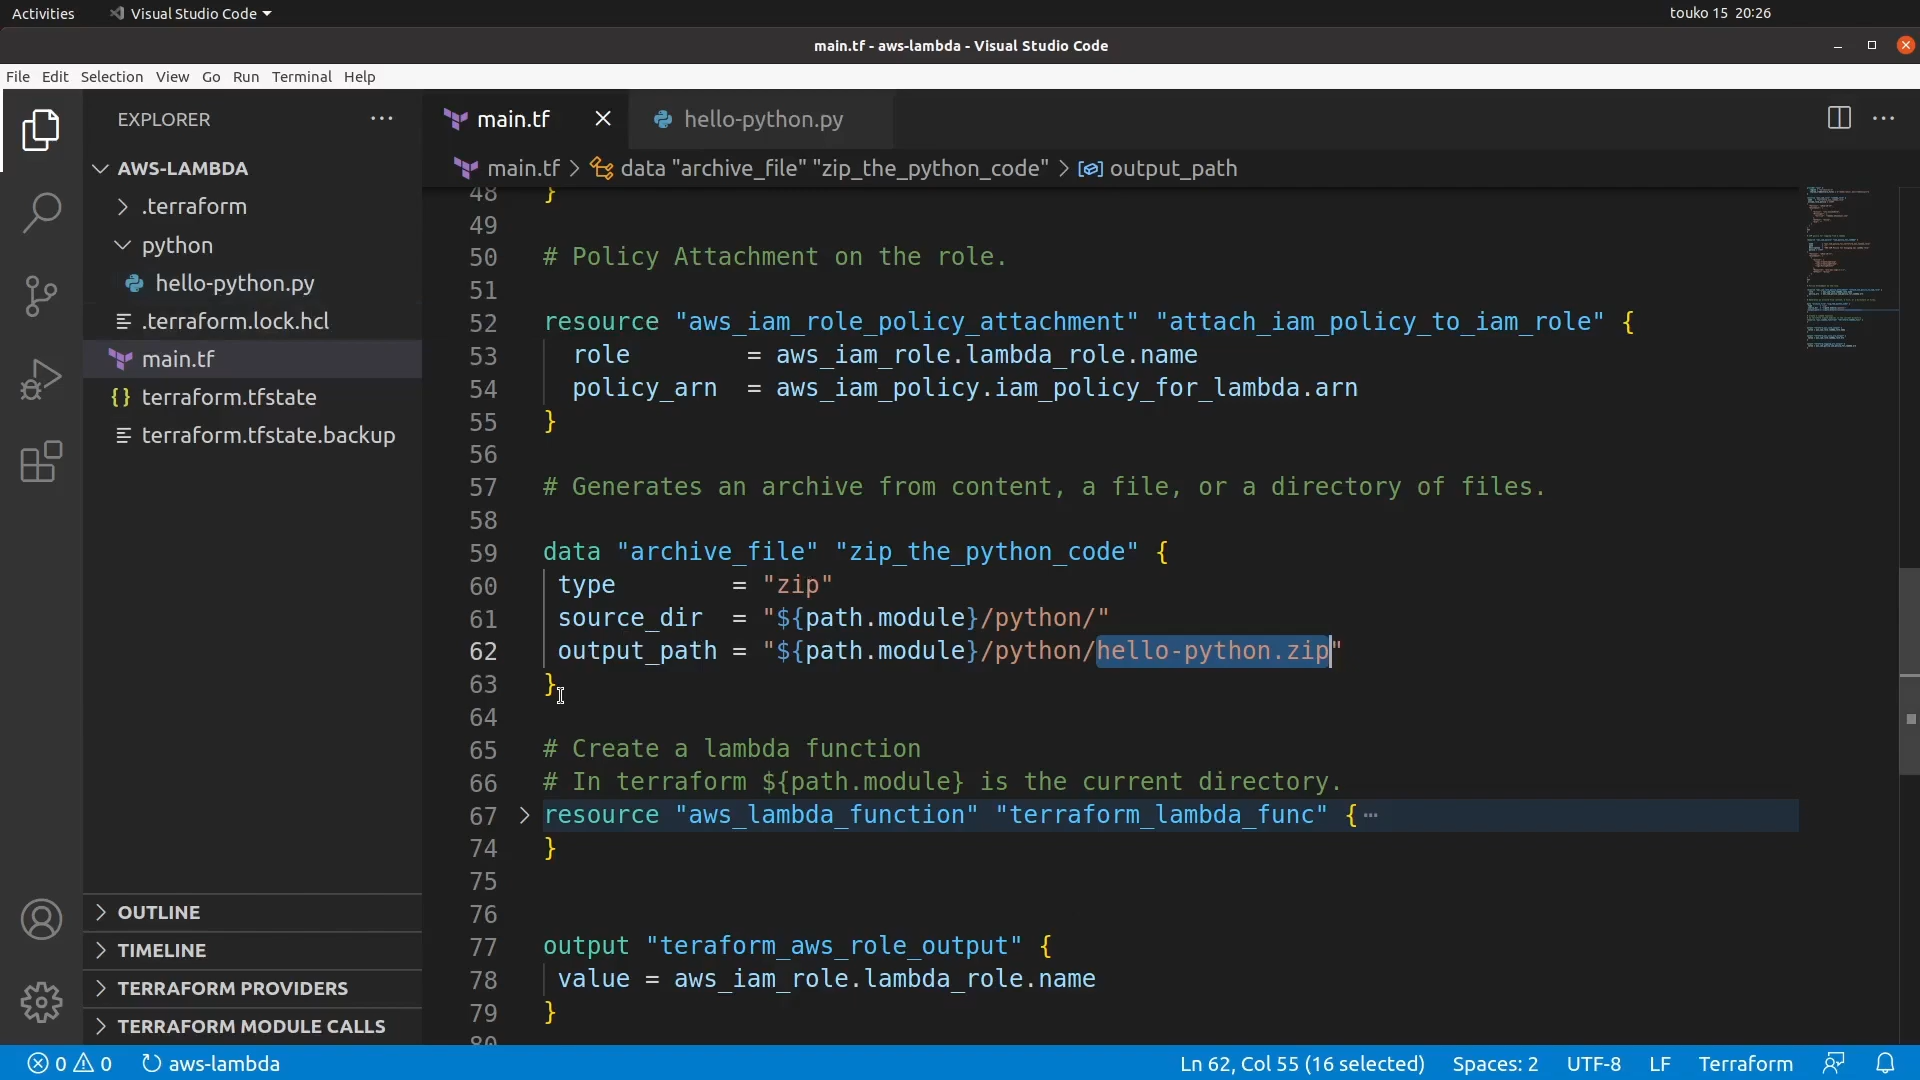 Activities
Visual Studio Code
touko 15 20:26
main.tf - aws-lambda - Visual Studio Code
File Edit Selection View Go Run Terminal Help
EXPLORER
AWS-LAMBDA
.terraform
python
hello-python.py
.terraform.lock.hcl
main.tf
terraform.tfstate
terraform.tfstate.backup
OUTLINE
TIMELINE
TERRAFORM PROVIDERS
TERRAFORM MODULE CALLS
main.tf
hello-python.py
main.tf > data "archive_file" "zip_the_python_code" > output_path
48 }
49
50 # Policy Attachment on the role.
51
52 resource "aws_iam_role_policy_attachment" "attach_iam_policy_to_iam_role" {
53 role = aws_iam_role.lambda_role.name
54 policy_arn = aws_iam_policy.iam_policy_for_lambda.arn
55 }
56
57 # Generates an archive from content, a file, or a directory of files.
58
59 data "archive_file" "zip_the_python_code" {
60 type = "zip"
61 source_dir = "${path.module}/python/"
62 output_path = "${path.module}/python/hello-python.zip"
63 }
64
65 # Create a lambda function
66 # In terraform ${path.module} is the current directory.
67 resource "aws_lambda_function" "terraform_lambda_func" {…
74 }
75
76
77 output "teraform_aws_role_output" {
78 value = aws_iam_role.lambda_role.name
79 }
80
0 0 aws-lambda
Ln 62, Col 55 (16 selected) Spaces: 2 UTF-8 LF Terraform